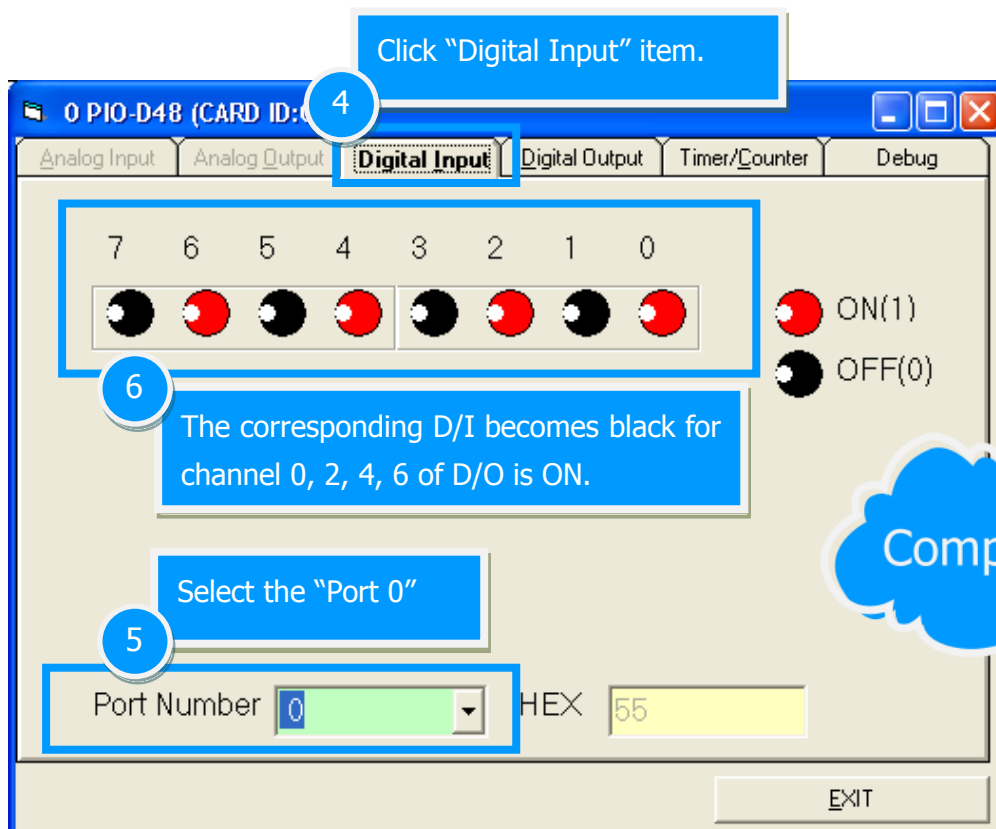 Click “Digital Input” item.
4
0 PIO-D48 (CARD ID:
Analog Input Analog Output Digital Input Digital Output Timer/Counter Debug
7 6 5 4 3 2 1 0
ON(1)
OFF(0)
6
The corresponding D/I becomes black for
channel 0, 2, 4, 6 of D/O is ON.
Comp
Select the “Port 0”
5
Port Number 0 HEX 55
EXIT